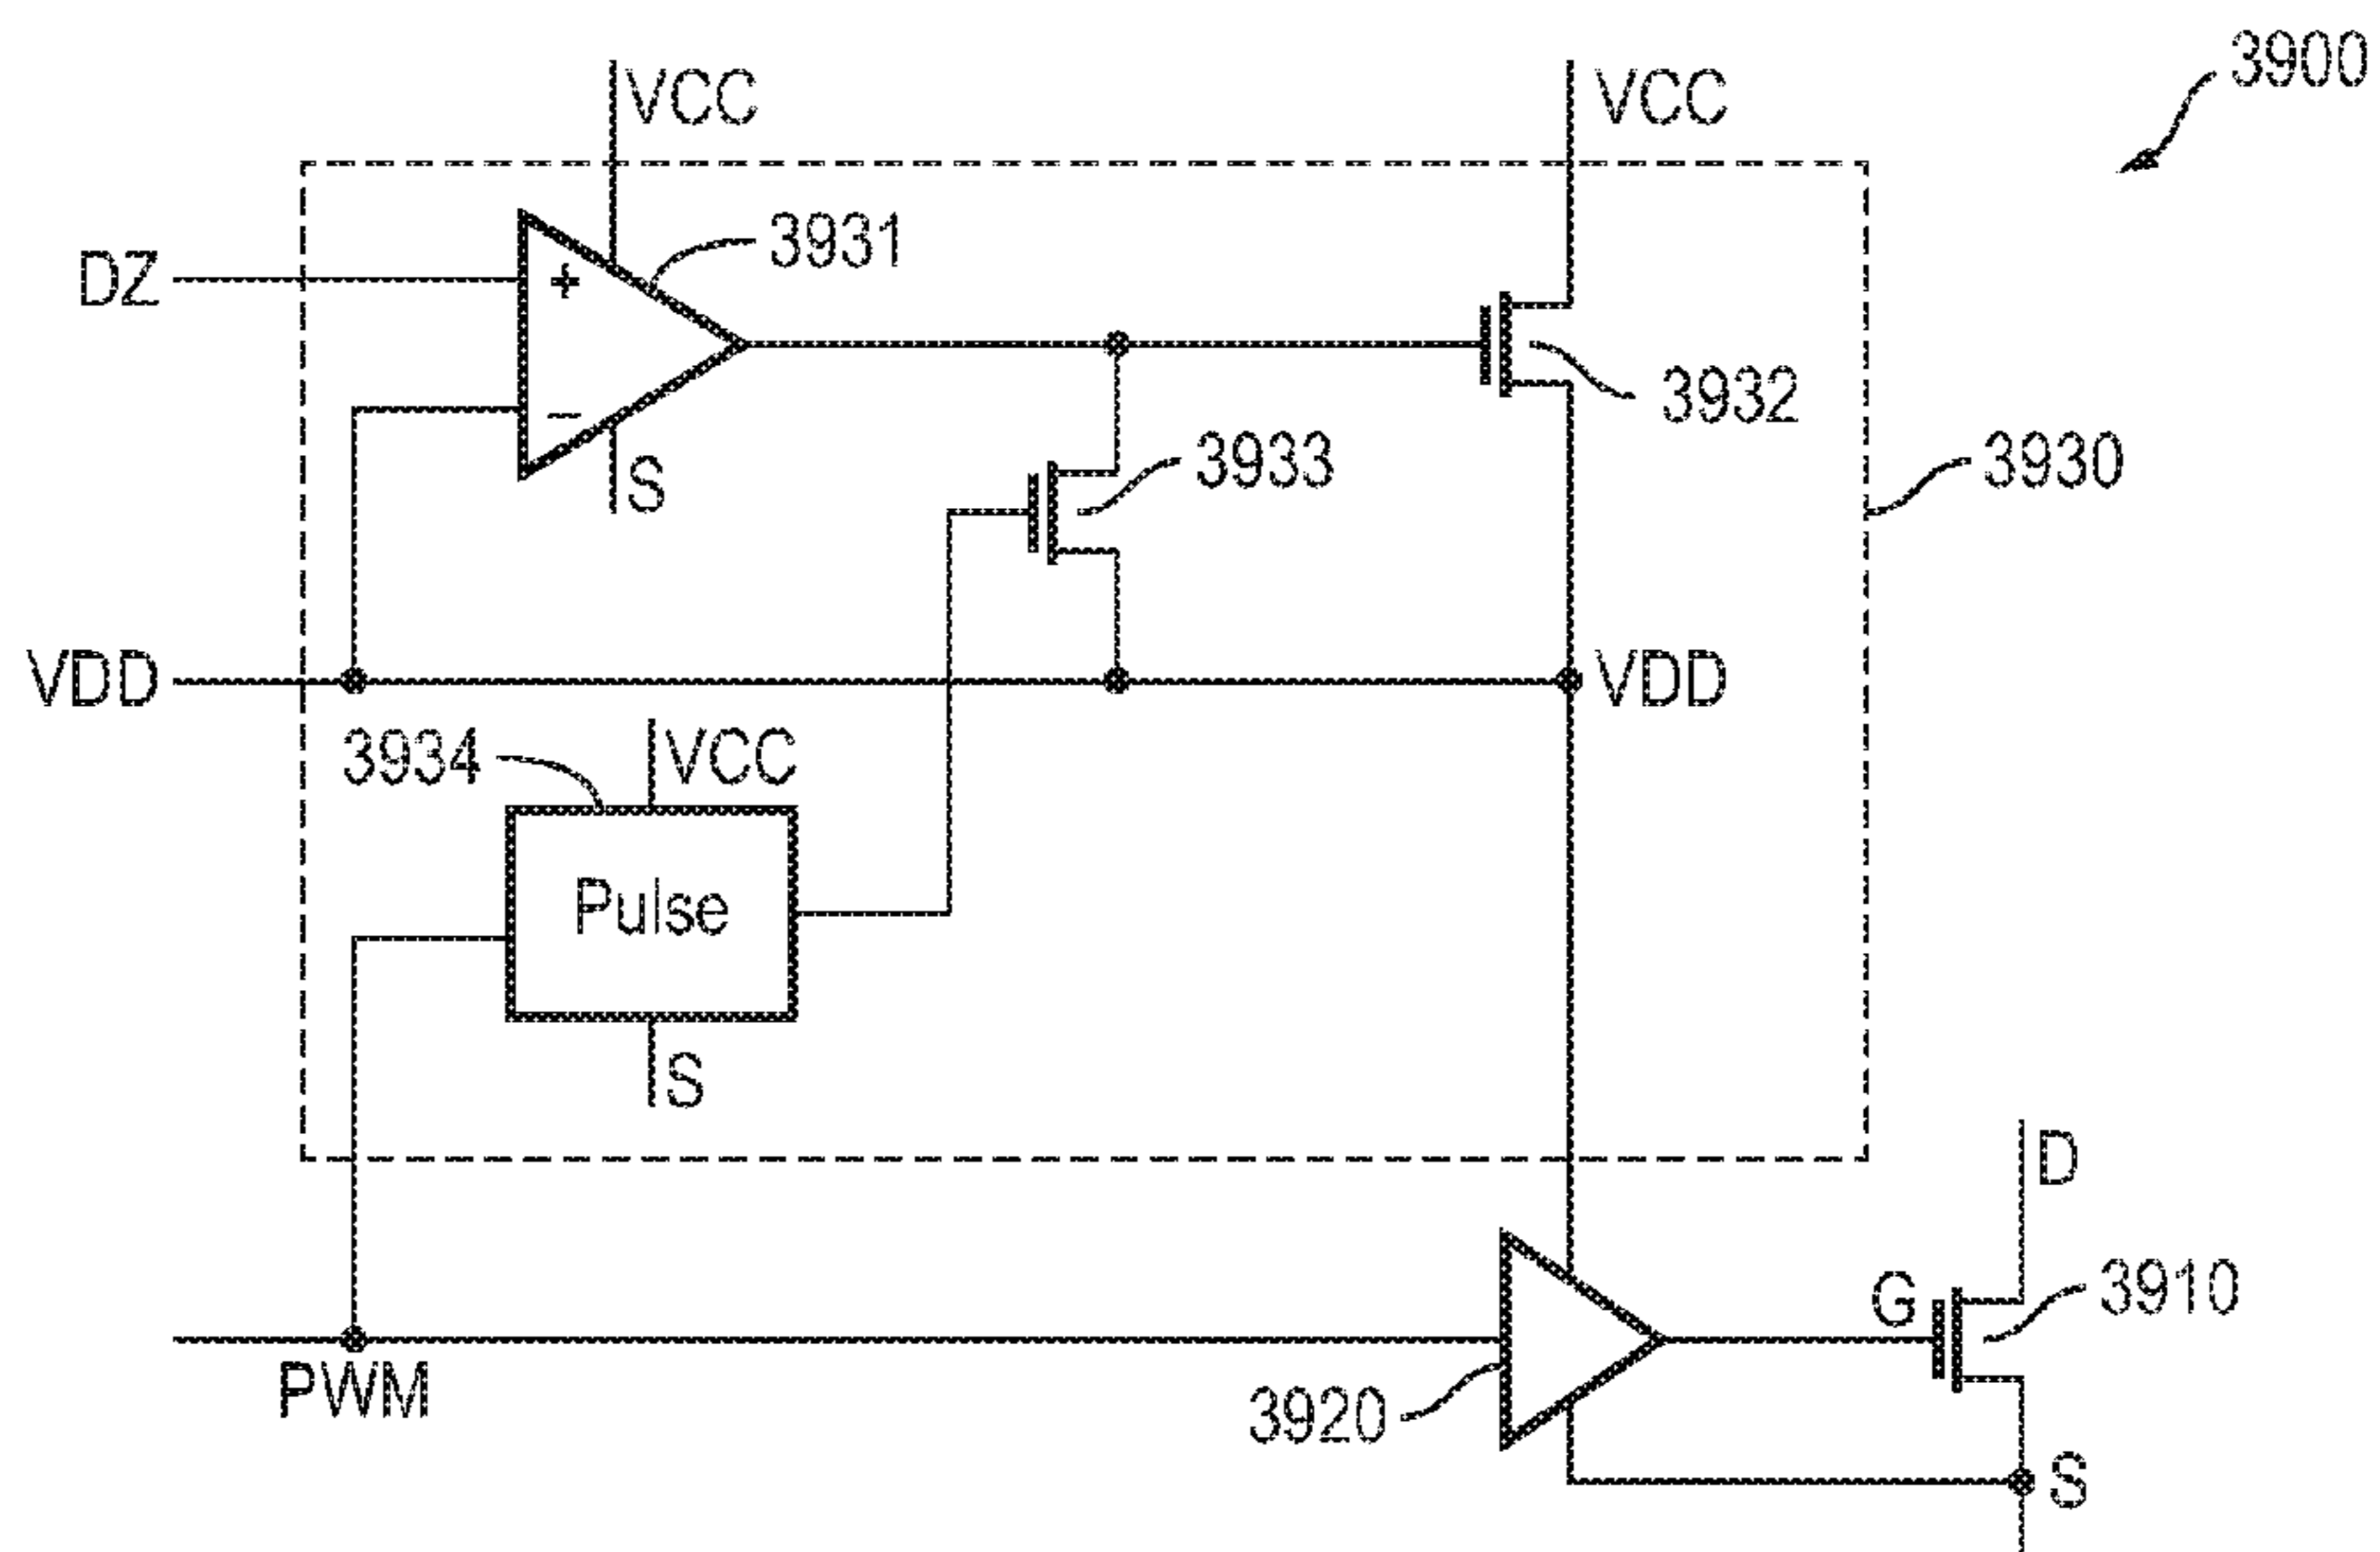 3900
VCC
VCC
3931
DZ
+
3932
−
3933
3930
S
VDD
VDD
3934
VCC
Pulse
S
D
G
3910
PWM
3920
S